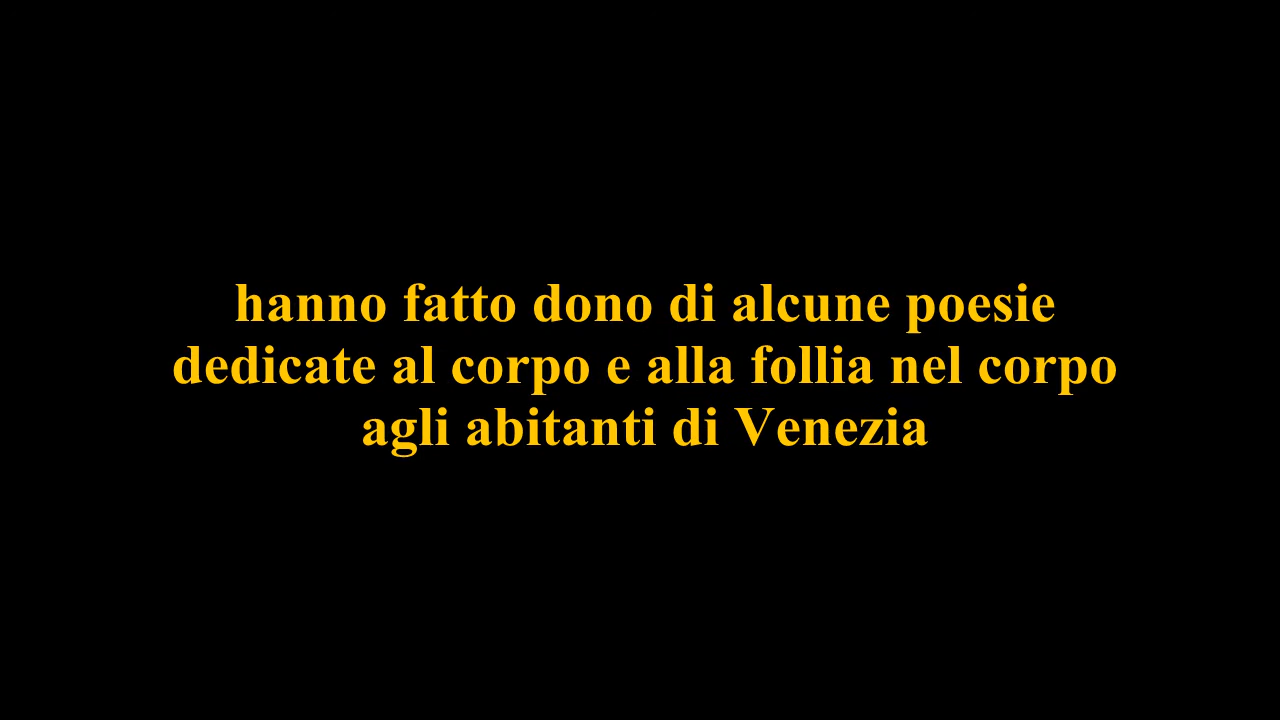 hanno fatto dono di alcune poesie
dedicate al corpo e alla follia nel corpo
agli abitanti di Venezia